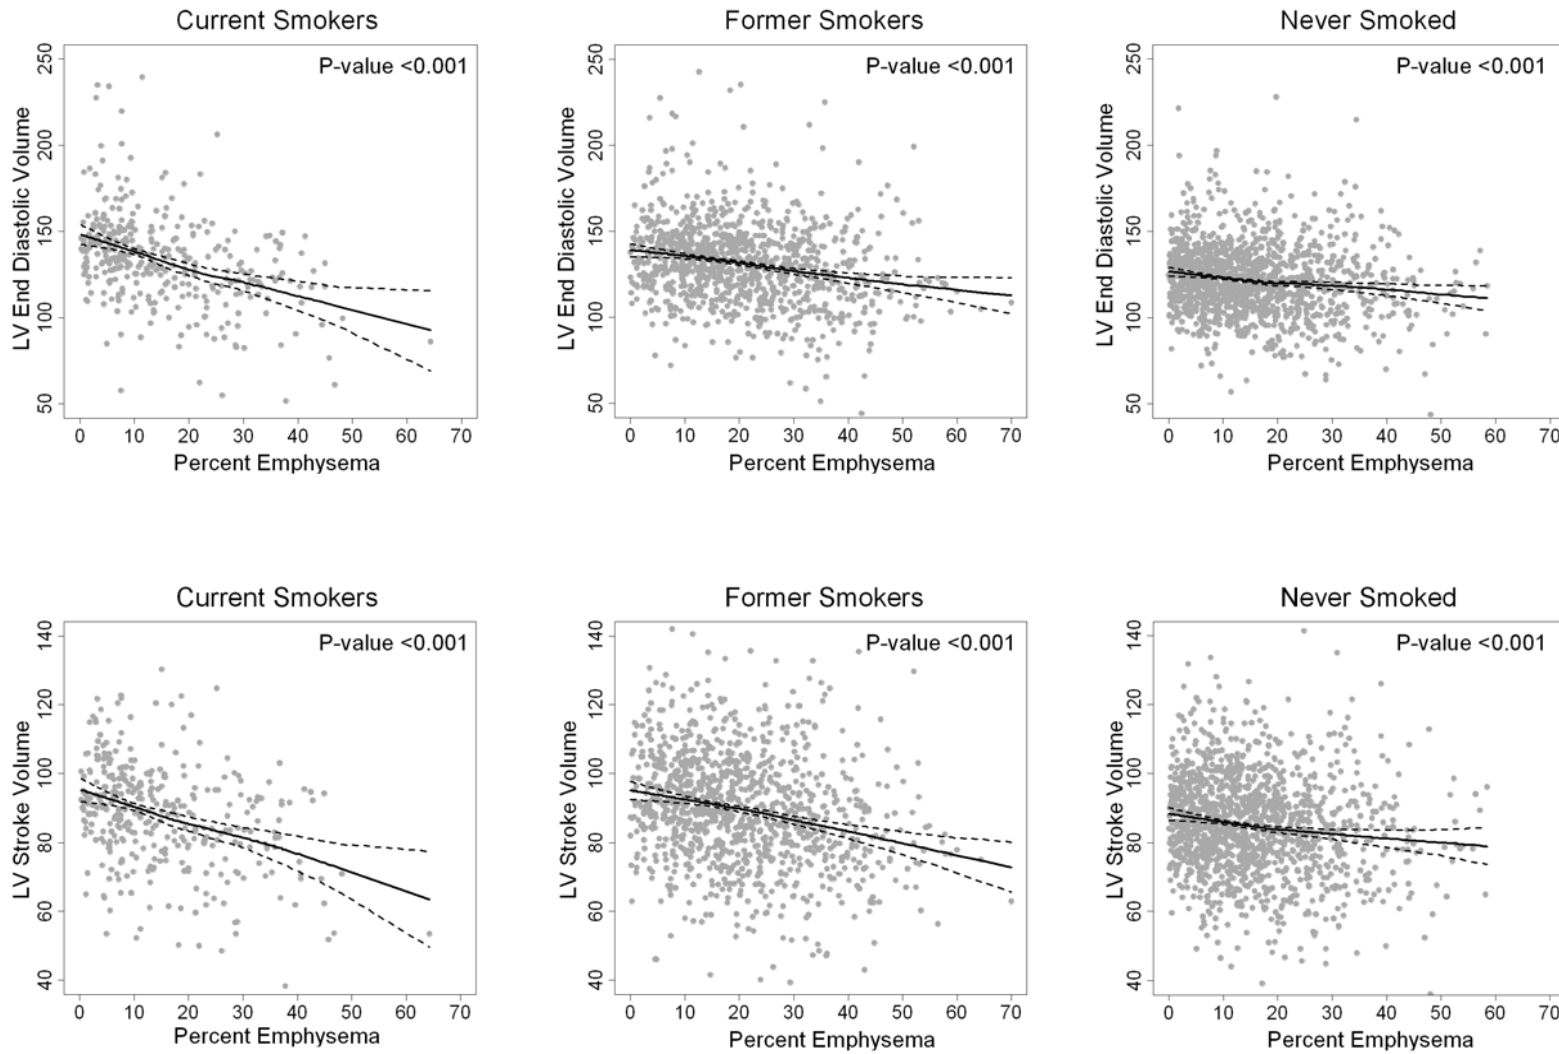 Current Smokers
P-value <0.001
LV End Diastolic Volume
250
200
150
100
50
0 10 20 30 40 50 60 70
Percent Emphysema
Former Smokers
P-value <0.001
LV End Diastolic Volume
250
200
150
100
50
0 10 20 30 40 50 60 70
Percent Emphysema
Never Smoked
P-value <0.001
LV End Diastolic Volume
250
200
150
100
50
0 10 20 30 40 50 60 70
Percent Emphysema
Current Smokers
P-value <0.001
LV Stroke Volume
140
120
100
80
60
40
0 10 20 30 40 50 60 70
Percent Emphysema
Former Smokers
P-value <0.001
LV Stroke Volume
140
120
100
80
60
40
0 10 20 30 40 50 60 70
Percent Emphysema
Never Smoked
P-value <0.001
LV Stroke Volume
140
120
100
80
60
40
0 10 20 30 40 50 60 70
Percent Emphysema